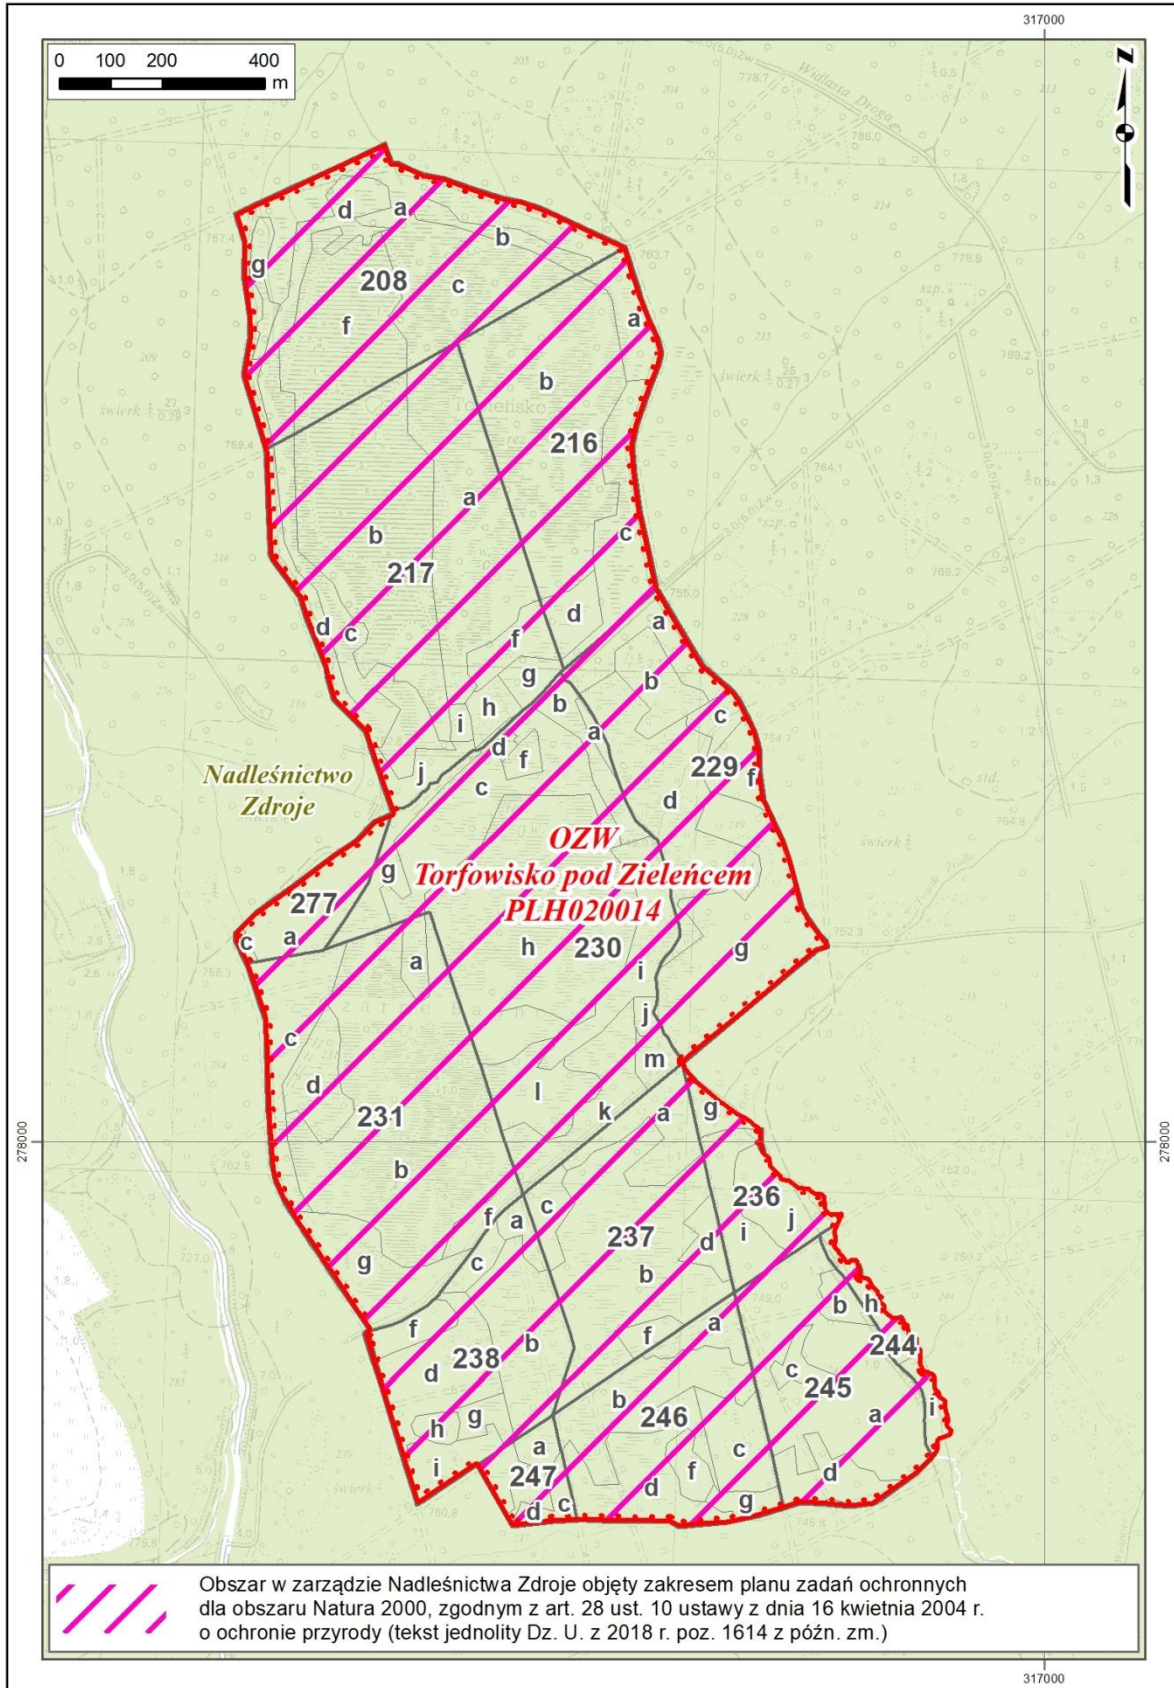 317000
0 100 200 400
m
N
Widlasta Droga
d
a
b
g
208
c
f
a
b
216
a
b
c
217
d
c
d
f
a
g
b
h
b
i
a
c
d
f
229
j
c
d
f
Nadleśnictwo
Zdroje
OZW
Torfowisko pod Zieleńcem
PLH020014
g
277
c
a
h
230
g
a
i
j
c
m
d
l
k
a
g
231
278000
278000
b
236
f
a
c
237
d
i
j
g
c
b
b
h
f
f
a
244
238
b
d
c
245
b
246
a
i
h
g
a
c
i
247
d
f
d
d
c
g
Obszar w zarządzie Nadleśnictwa Zdroje objęty zakresem planu zadań ochronnych
dla obszaru Natura 2000, zgodnym z art. 28 ust. 10 ustawy z dnia 16 kwietnia 2004 r.
o ochronie przyrody (tekst jednolity Dz. U. z 2018 r. poz. 1614 z późn. zm.)
317000